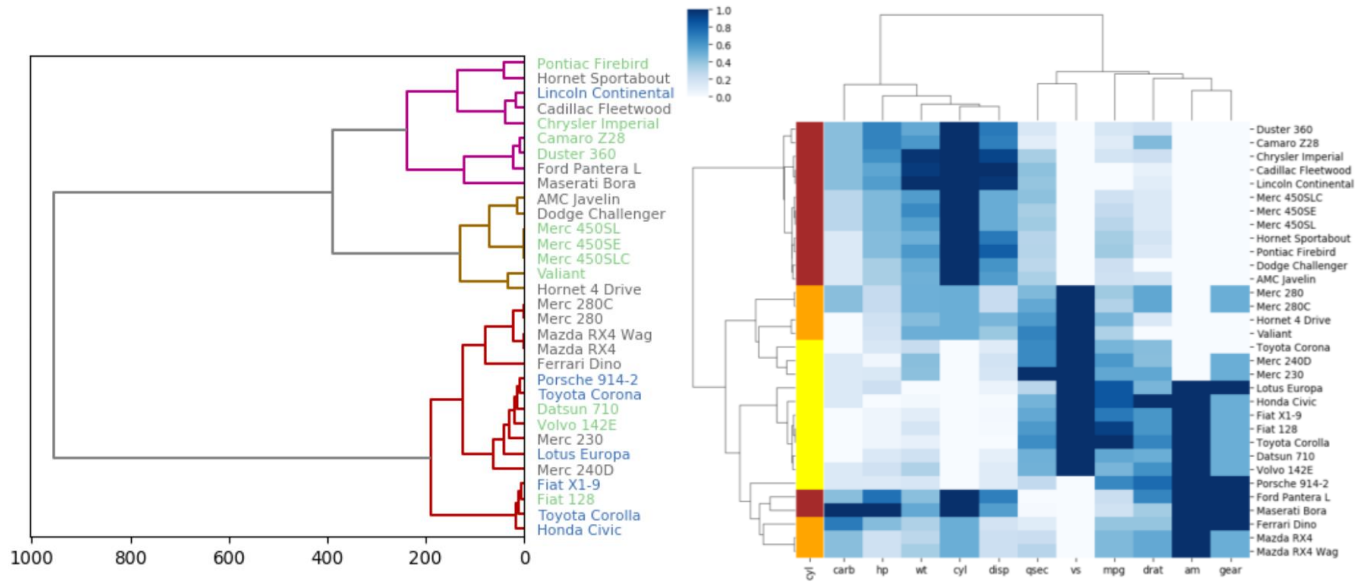 Pontiac Firebird
Hornet Sportabout
Lincoln Continental
Cadillac Fleetwood
Chrysler Imperial
Camaro Z28
Duster 360
Ford Pantera L
Maserati Bora
AMC Javelin
Dodge Challenger
Merc 450SL
Merc 450SE
Merc 450SLC
Valiant
Hornet 4 Drive
Merc 280C
Merc 280
Mazda RX4 Wag
Mazda RX4
Ferrari Dino
Porsche 914-2
Toyota Corona
Datsun 710
Volvo 142E
Merc 230
Lotus Europa
Merc 240D
Fiat X1-9
Fiat 128
Toyota Corolla
Honda Civic
1000 800 600 400 200 0
1.0
0.8
0.6
0.4
0.2
0.0
Duster 360
Camaro Z28
Chrysler Imperial
Cadillac Fleetwood
Lincoln Continental
Merc 450SLC
Merc 450SE
Merc 450SL
Hornet Sportabout
Pontiac Firebird
Dodge Challenger
AMC Javelin
Merc 280
Merc 280C
Hornet 4 Drive
Valiant
Toyota Corona
Merc 240D
Merc 230
Lotus Europa
Honda Civic
Fiat X1-9
Fiat 128
Toyota Corolla
Datsun 710
Volvo 142E
Porsche 914-2
Ford Pantera L
Maserati Bora
Ferrari Dino
Mazda RX4
Mazda RX4 Wag
cyl carb hp wt cyl disp qsec vs mpg drat am gear